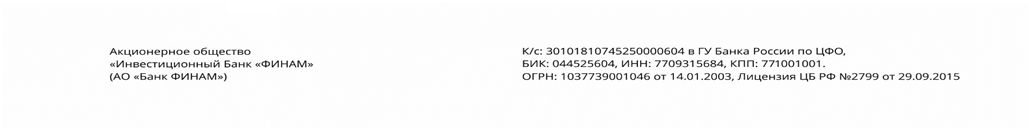 Акционерное общество
«Инвестиционный Банк «ФИНАМ»
(АО «Банк ФИНАМ»)
К/с: 30101810745250000604 в ГУ Банка России по ЦФО,
БИК: 044525604, ИНН: 7709315684, КПП: 771001001.
ОГРН: 1037739001046 от 14.01.2003, Лицензия ЦБ РФ №2799 от 29.09.2015